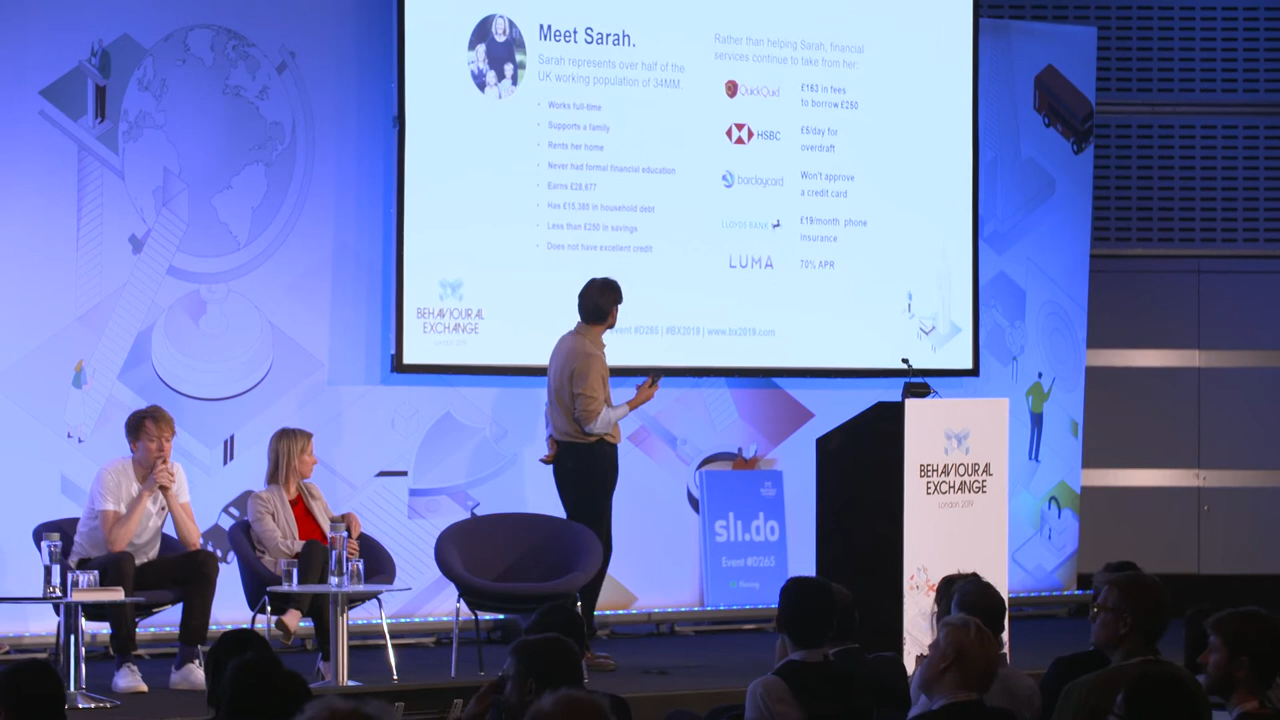 Meet Sarah.
Sarah represents over half of the
UK working population of 34MM.
• Works full-time
• Supports a family
• Rents her home
• Never had formal financial education
• Earns £28,677
• Has £15,385 in household debt
• Less than £250 in savings
• Does not have excellent credit
Rather than helping Sarah, financial
services continue to take from her:
QuickQuid
£163 in fees
to borrow £250
HSBC
£5/day for
overdraft
barclaycard
Won't approve
a credit card
LLOYDS BANK
£19/month phone
insurance
LUMA
70% APR
BEHAVIOURAL
EXCHANGE
LONDON 2019
Event #D265 | #BX2019 | www.bx2019.com
sli.do
Event #D265
BEHAVIOURAL
EXCHANGE
London 2019